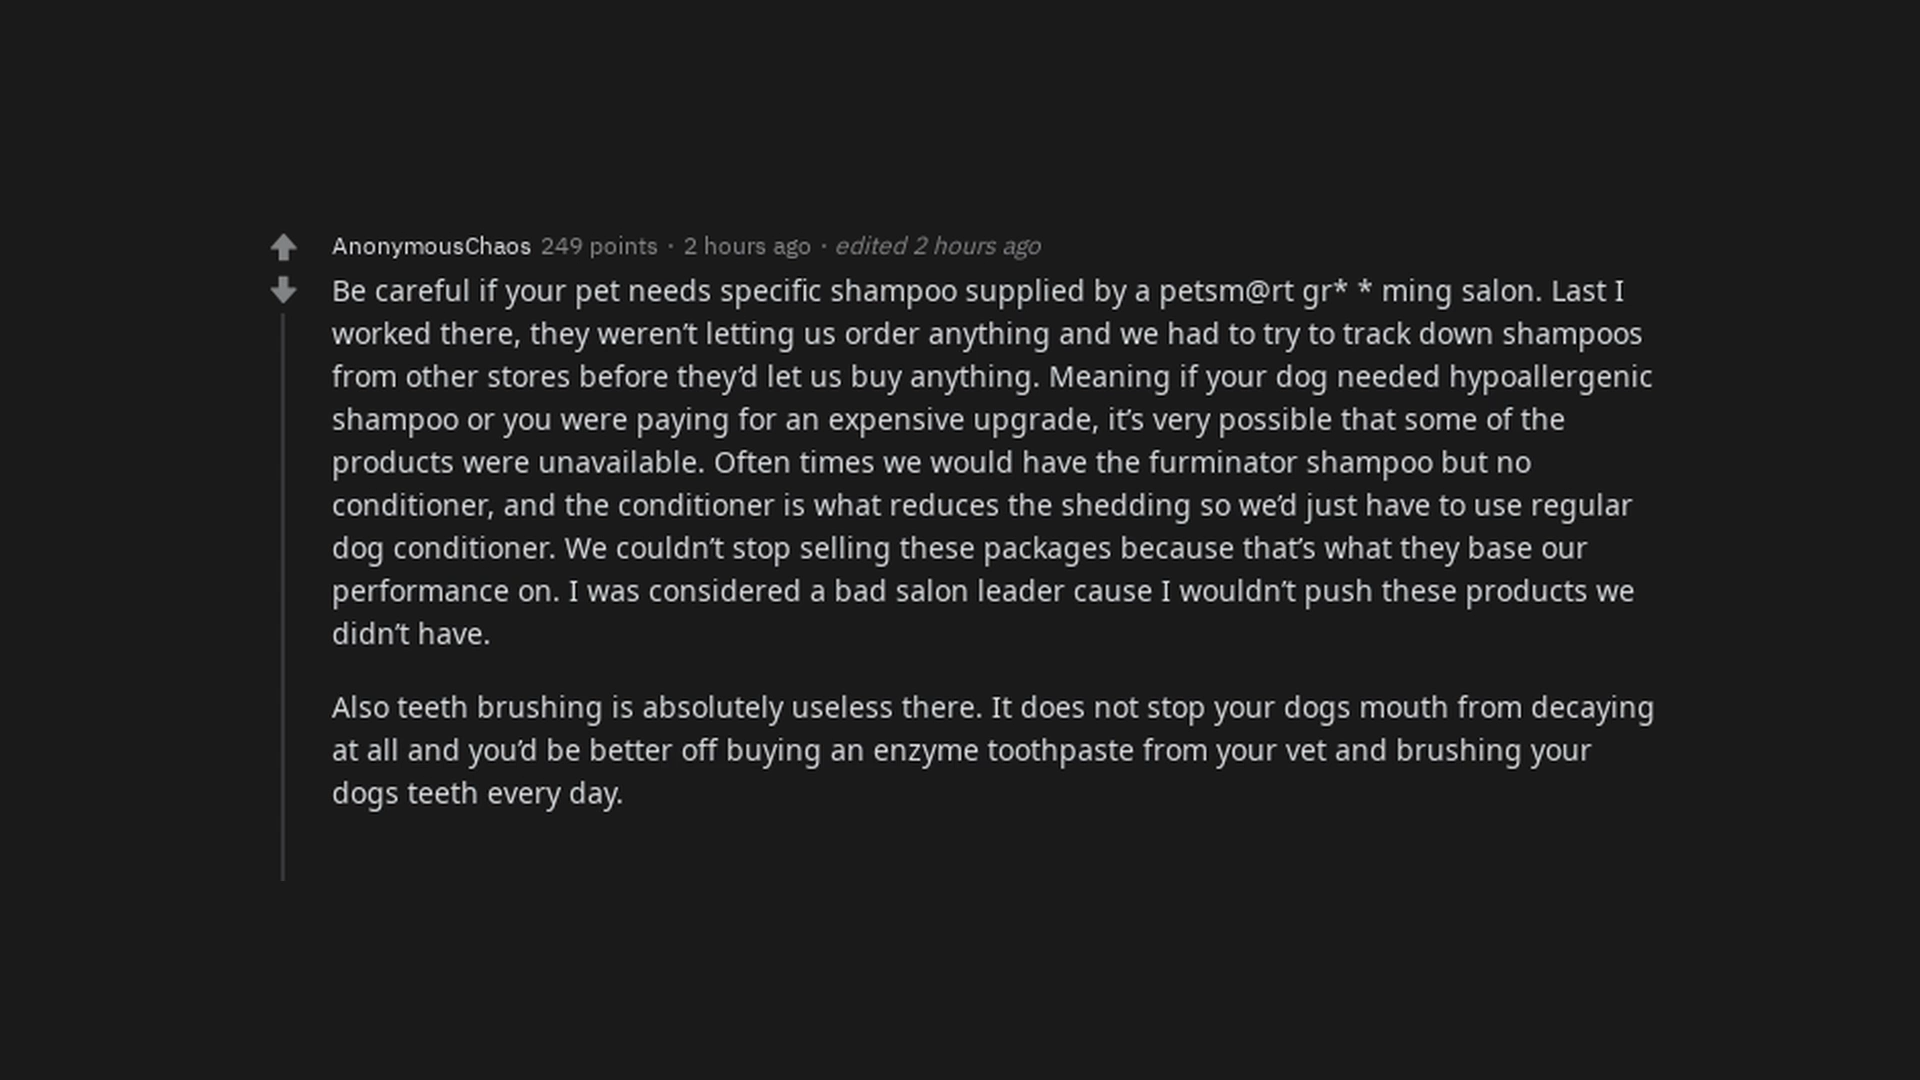 AnonymousChaos 249 points · 2 hours ago · edited 2 hours ago
Be careful if your pet needs specific shampoo supplied by a petsm@rt gr* * ming salon. Last I
worked there, they weren’t letting us order anything and we had to try to track down shampoos
from other stores before they’d let us buy anything. Meaning if your dog needed hypoallergenic
shampoo or you were paying for an expensive upgrade, it’s very possible that some of the
products were unavailable. Often times we would have the furminator shampoo but no
conditioner, and the conditioner is what reduces the shedding so we’d just have to use regular
dog conditioner. We couldn’t stop selling these packages because that’s what they base our
performance on. I was considered a bad salon leader cause I wouldn’t push these products we
didn’t have.
Also teeth brushing is absolutely useless there. It does not stop your dogs mouth from decaying
at all and you’d be better off buying an enzyme toothpaste from your vet and brushing your
dogs teeth every day.